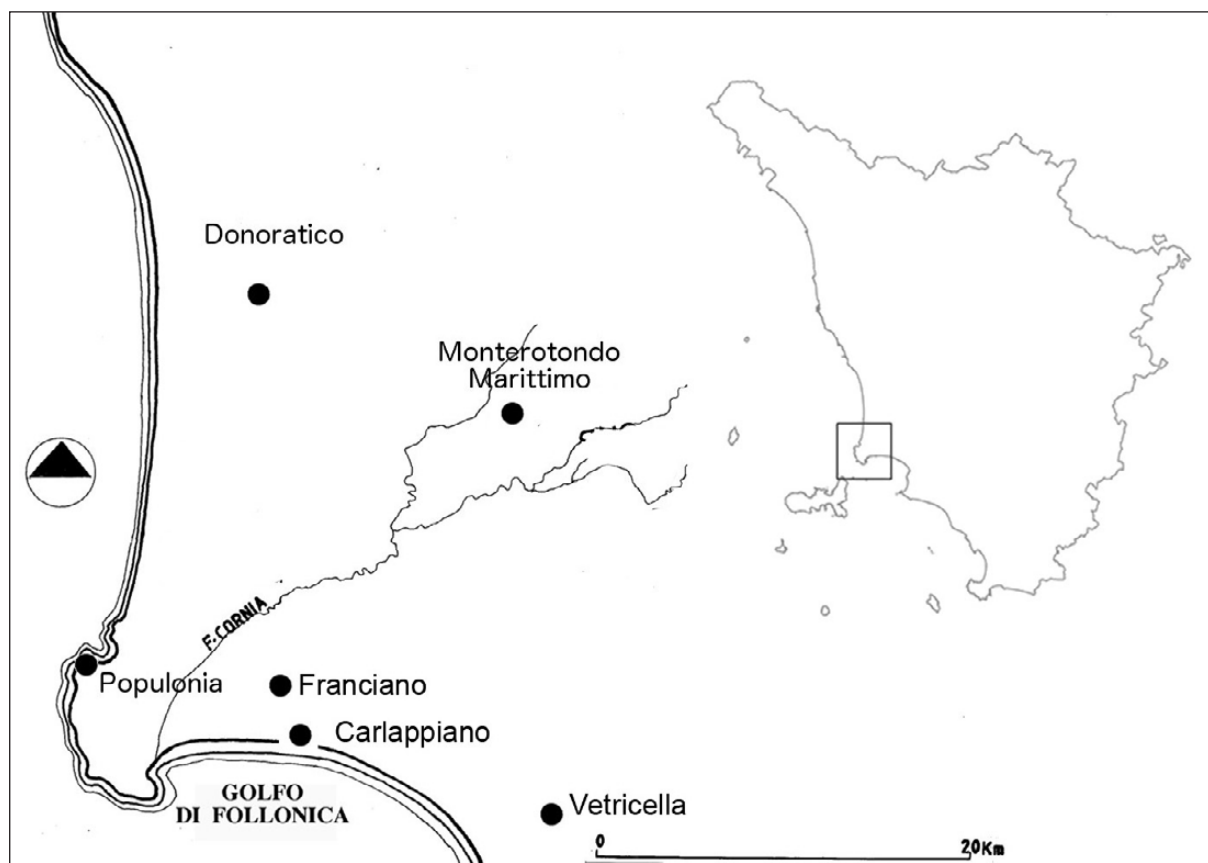 Donoratico
Monterotondo
Marittimo
F. CORNIA
Populonia
Franciano
Carlappiano
GOLFO
DI FOLLONICA
Vetricella
0 20Km